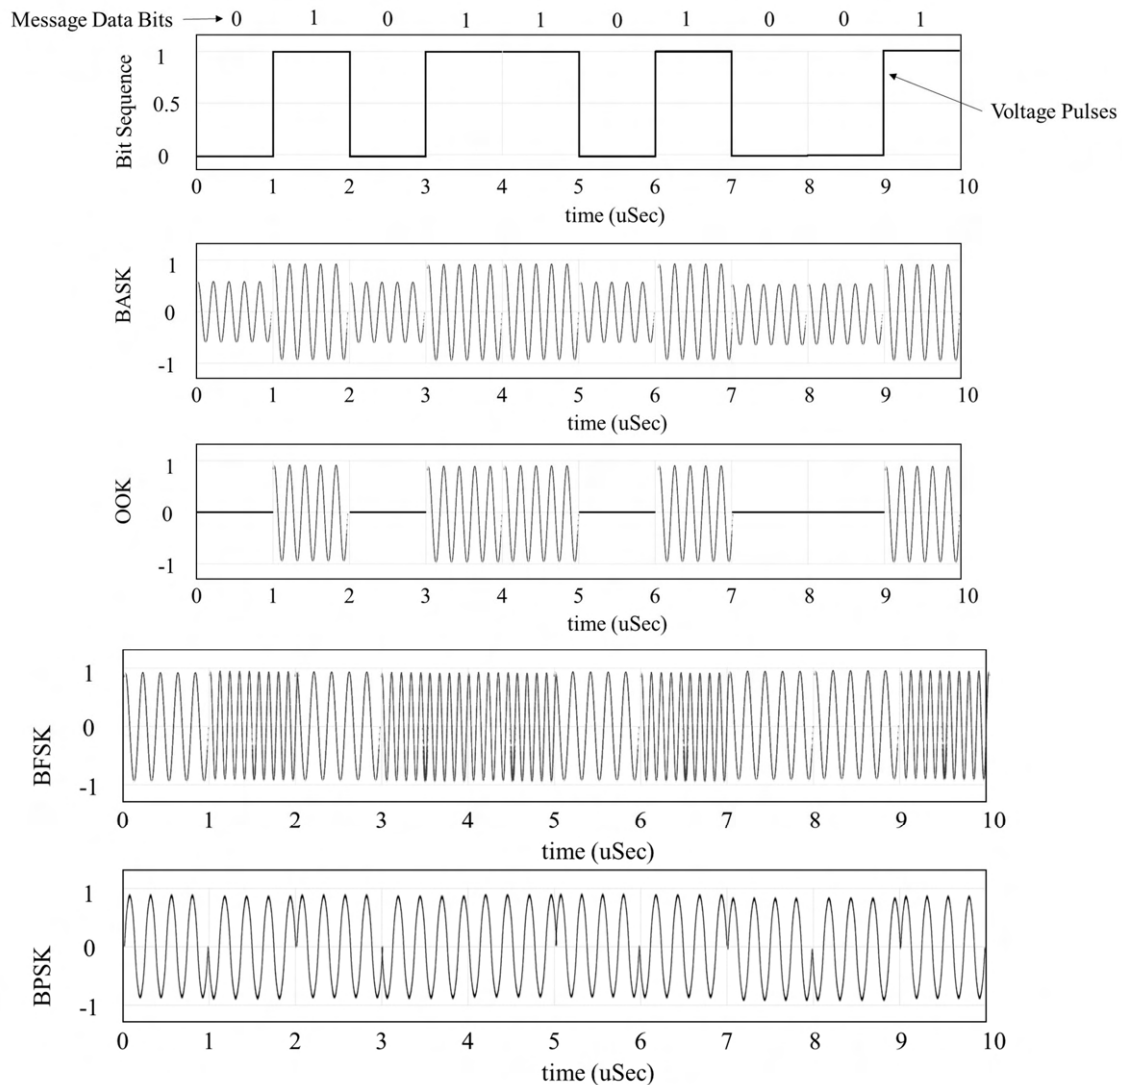 Message Data Bits 0 1 0 1 1 0 1 0 0 1
Bit Sequence
1
0.5
0
Voltage Pulses
0 1 2 3 4 5 6 7 8 9 10
time (uSec)
BASK
1
0
-1
0 1 2 3 4 5 6 7 8 9 10
time (uSec)
OOK
1
0
-1
0 1 2 3 4 5 6 7 8 9 10
time (uSec)
BFSK
1
0
-1
0 1 2 3 4 5 6 7 8 9 10
time (uSec)
BPSK
1
0
-1
0 1 2 3 4 5 6 7 8 9 10
time (uSec)